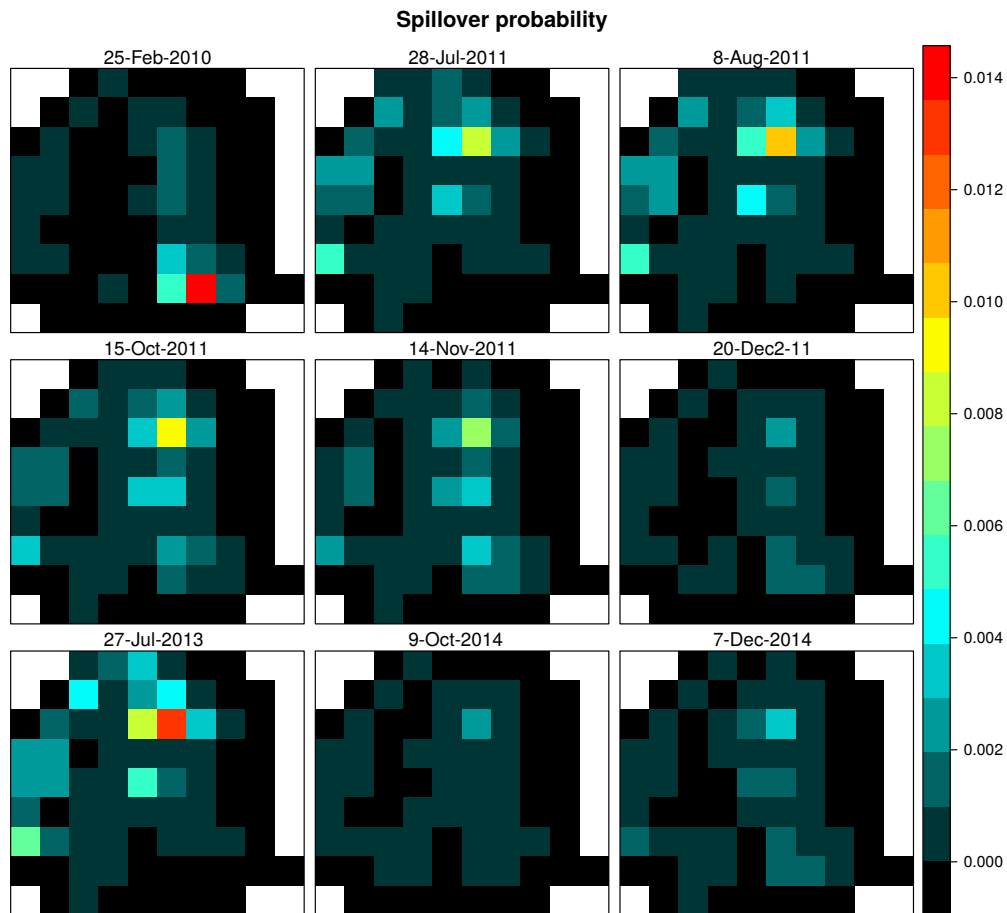 Spillover probability
25-Feb-2010
28-Jul-2011
8-Aug-2011
15-Oct-2011
14-Nov-2011
20-Dec2-11
27-Jul-2013
9-Oct-2014
7-Dec-2014
0.014
0.012
0.010
0.008
0.006
0.004
0.002
0.000